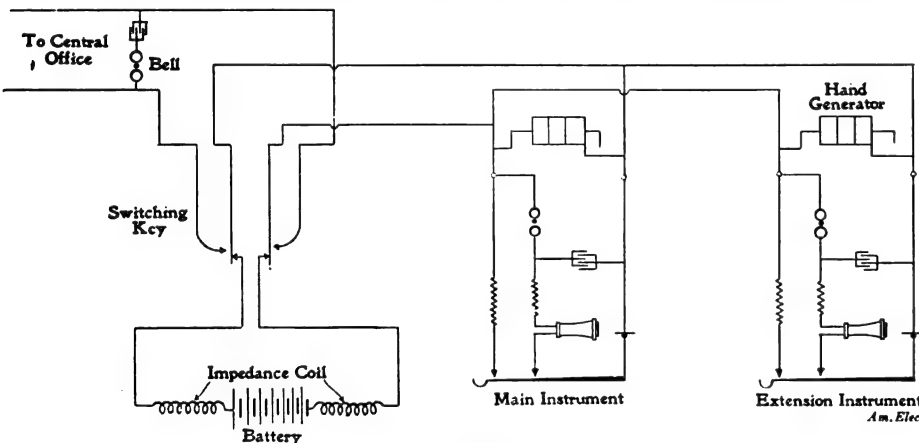 To Central
Office
Bell
Hand
Generator
Switching
Key
Impedance Coil
Battery
Main Instrument
Extension Instrument
Am. Elec